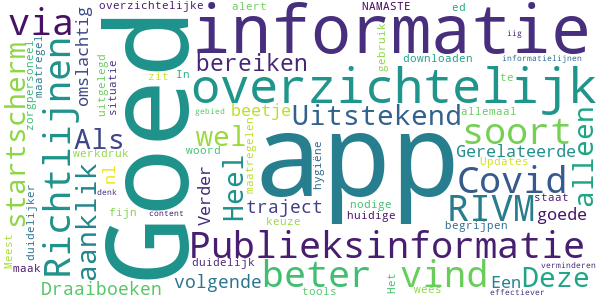 overzichtelijke
alert
NAMASTE
ed
iig
via
informatie
zorgpersoneel
maatregel
omslachtig
uitgelegd
situatie
zit
In
bereiken
gebruik
downloaden
informatielijnen
te
Goed
overzichtelijk
startscherm
Richtlijnen
Als
werkdruk
aanklik
nl
wel
beetje
gebied
woord
Uitstekend
allemaal
soort
alleen
Heel
maatregelen
app
hygiëne
Gerelateerde
Updates
Covid
Verder
traject
keuze
nodige
huidige
RIVM
staat
goede
denk
duidelijker
fijn
begrijpen
Meest
maak
content
Publieksinformatie
duidelijk
Draaiboeken
volgende
beter
vind
tools
Het
wees
Een
Deze
verminderen
effectiever